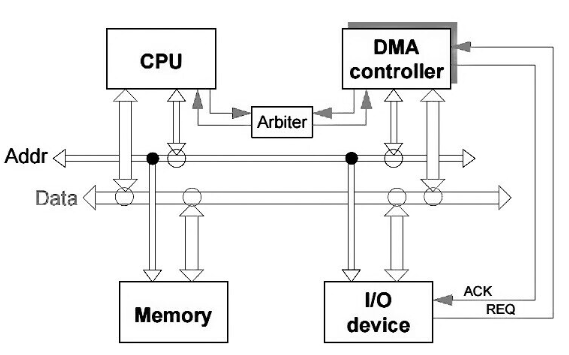 CPU
DMA
controller
Arbiter
Addr
Data
Memory
I/O
device
ACK
REQ